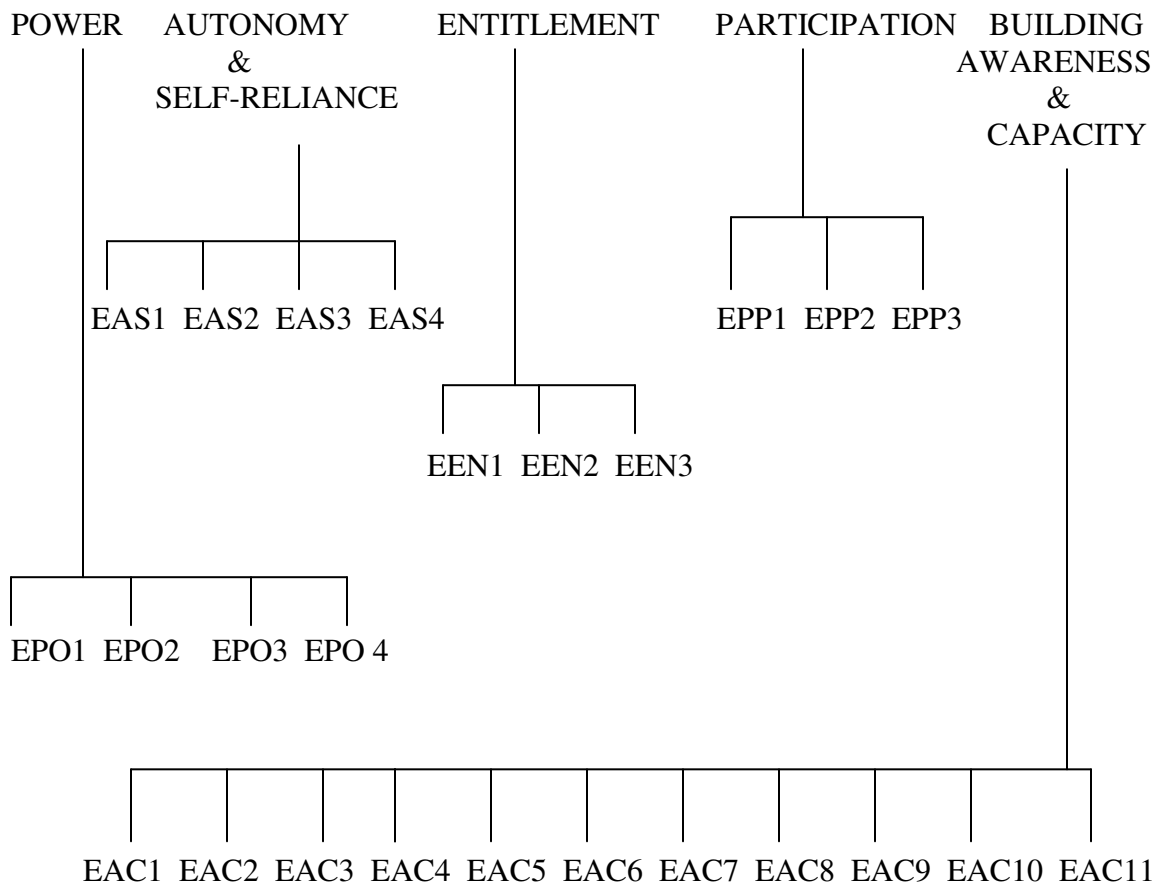 POWER AUTONOMY ENTITLEMENT PARTICIPATION BUILDING
& AWARENESS
SELF-RELIANCE &
CAPACITY
EAS1 EAS2 EAS3 EAS4 EPP1 EPP2 EPP3
EEN1 EEN2 EEN3
EPO1 EPO2 EPO3 EPO 4
EAC1 EAC2 EAC3 EAC4 EAC5 EAC6 EAC7 EAC8 EAC9 EAC10 EAC11